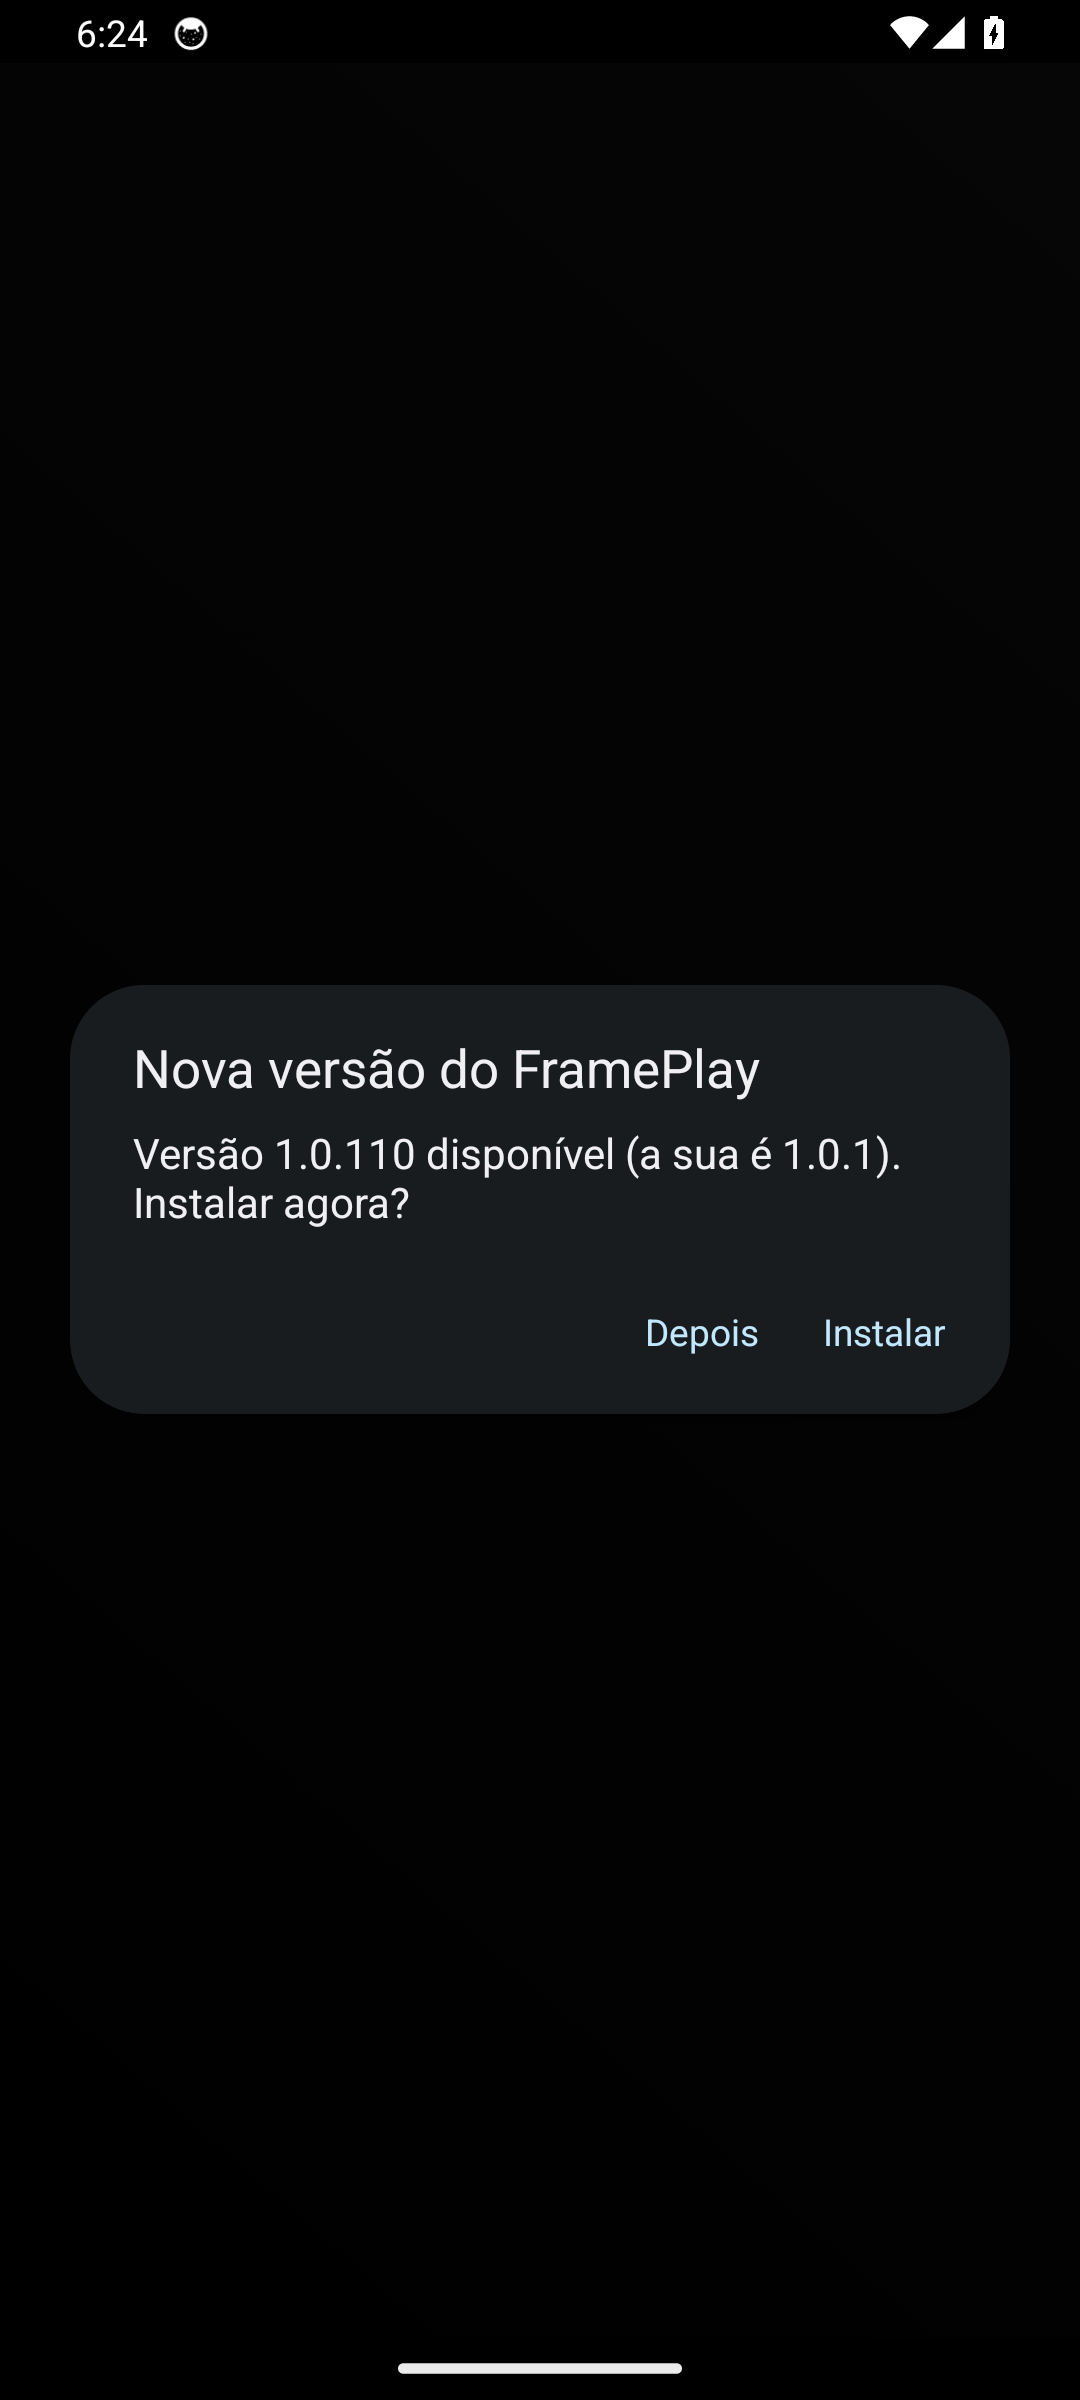 6:24
Nova versão do FramePlay
Versão 1.0.110 disponível (a sua é 1.0.1).
Instalar agora?
Depois
Instalar